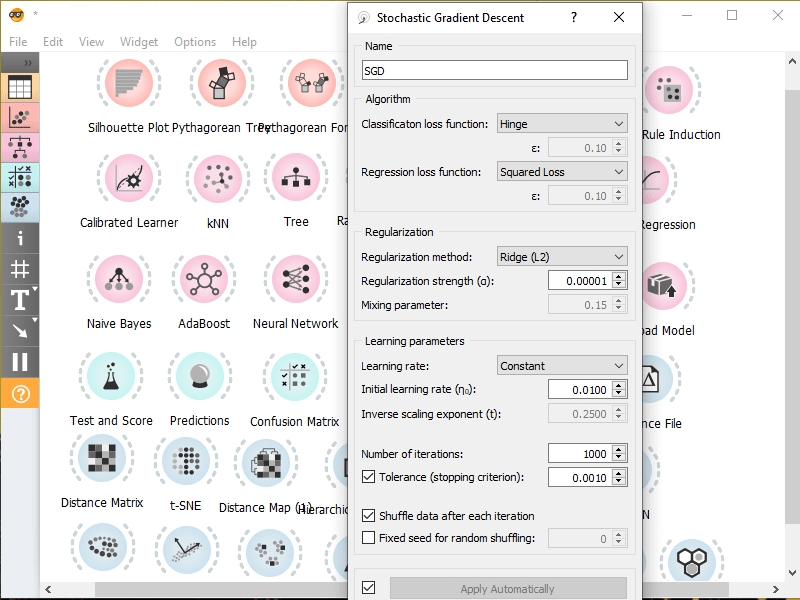 *
Stochastic Gradient Descent
?
File Edit View Widget Options Help
Name
SGD
Silhouette Plot Pythagorean Tree Pythagorean For
Rule Induction
Algorithm
Classificaton loss function: Hinge
ε: 0.10
Regression loss function: Squared Loss
ε: 0.10
Calibrated Learner kNN Tree Ra
Regression
Regularization
Regularization method: Ridge (L2)
Regularization strength (α): 0.00001
Mixing parameter: 0.15
Naive Bayes AdaBoost Neural Network
oad Model
Learning parameters
Learning rate: Constant
Initial learning rate (η₀): 0.0100
Inverse scaling exponent (t): 0.2500
Test and Score Predictions Confusion Matrix
nce File
Number of iterations: 1000
Tolerance (stopping criterion): 0.0010
Distance Matrix t-SNE Distance Map (1) Hierarchic
N
Shuffle data after each iteration
Fixed seed for random shuffling: 0
Apply Automatically